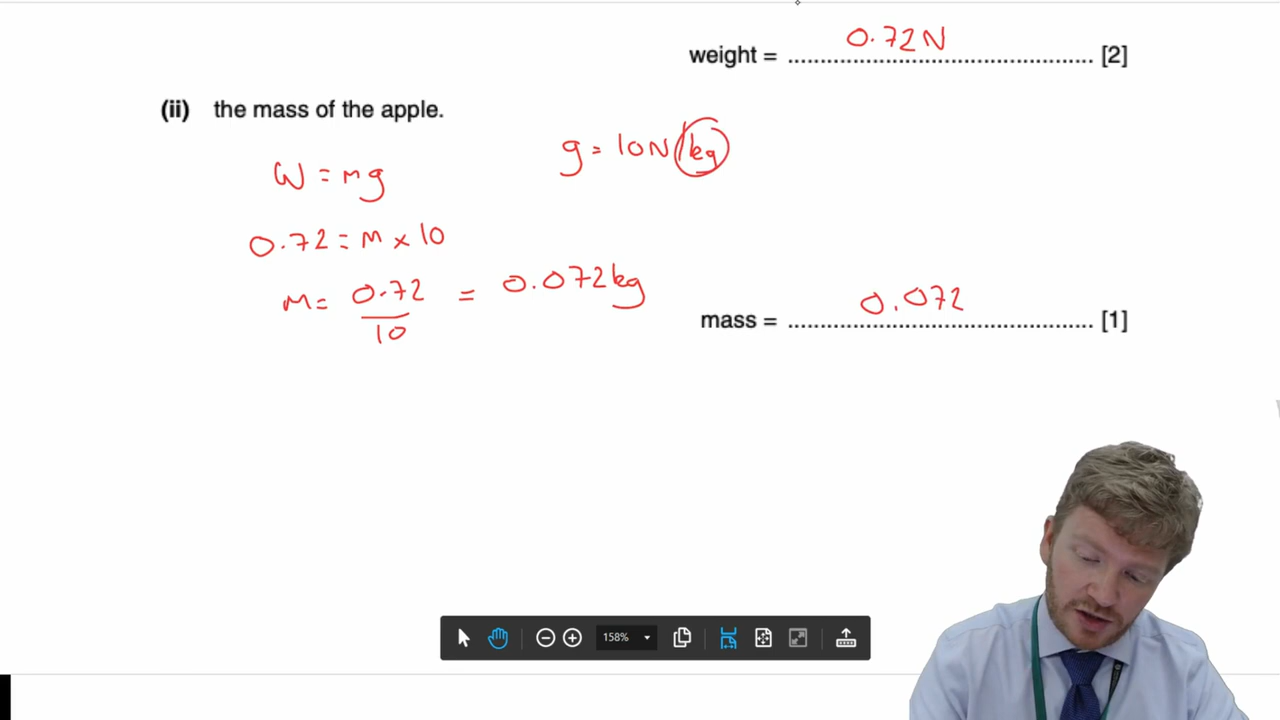 0.72N
weight = .................................................. [2]
(ii) the mass of the apple.
g = 10N/kg
W = mg
0.72 = m × 10
m = 0.72/10 = 0.072kg
0.072
mass = .................................................. [1]
158%